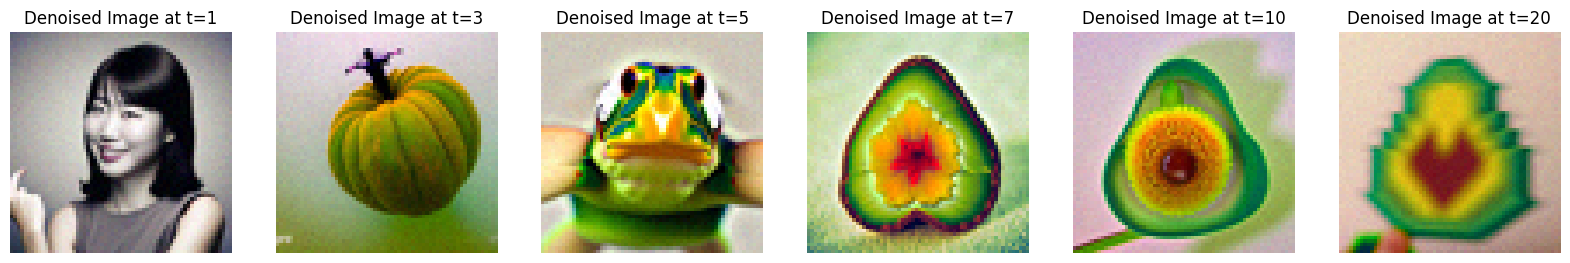 Denoised Image at t=1
Denoised Image at t=3
Denoised Image at t=5
Denoised Image at t=7
Denoised Image at t=10
Denoised Image at t=20